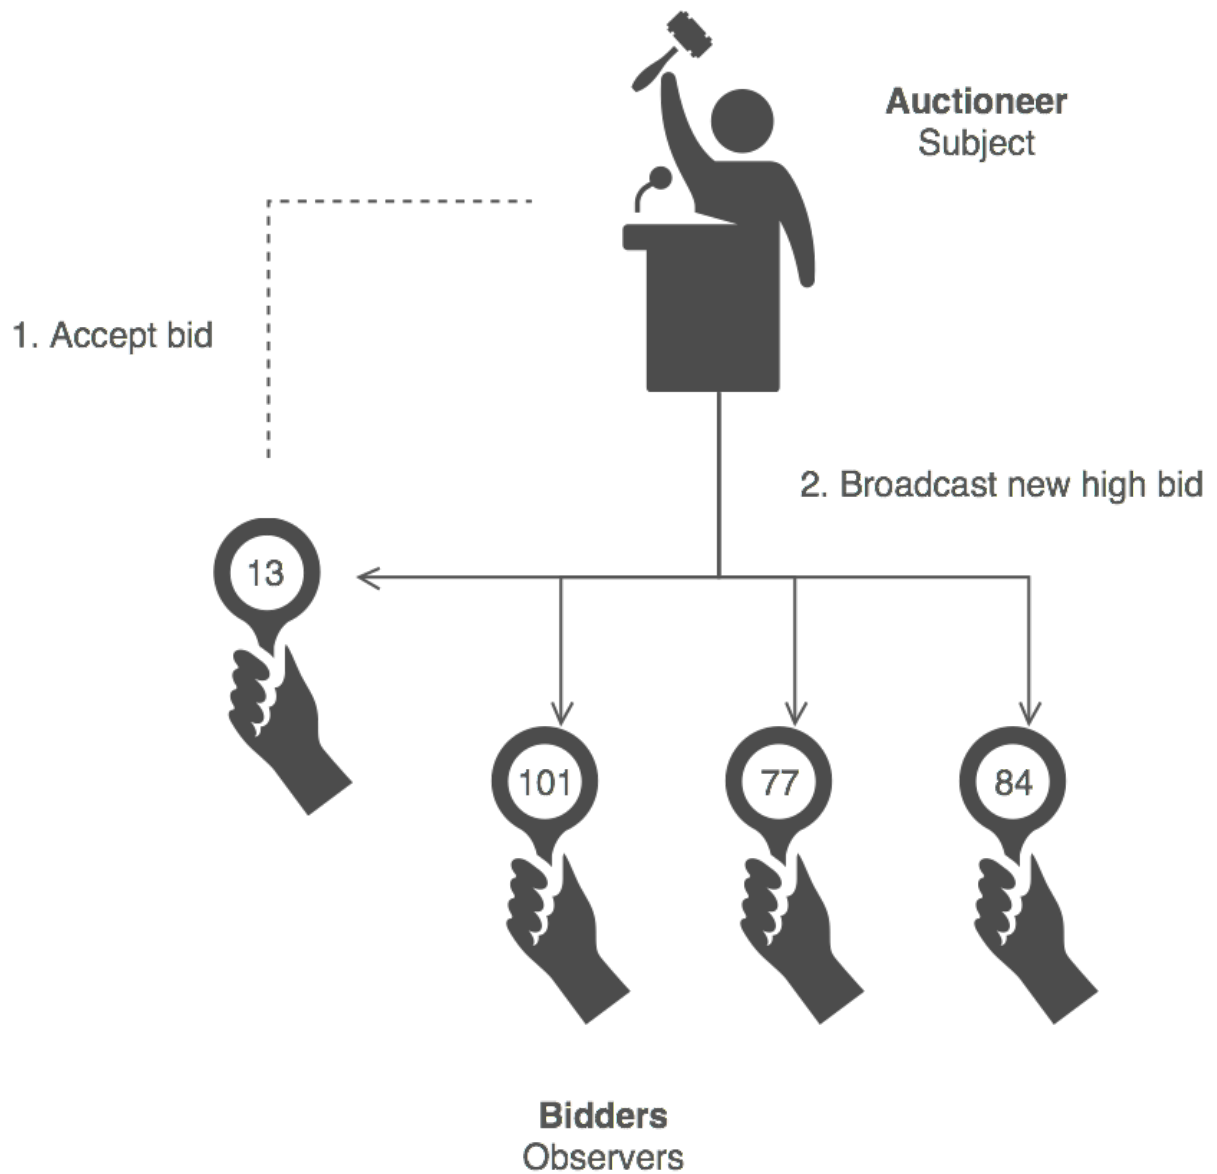 Auctioneer
Subject
1. Accept bid
2. Broadcast new high bid
13
101
77
84
Bidders
Observers